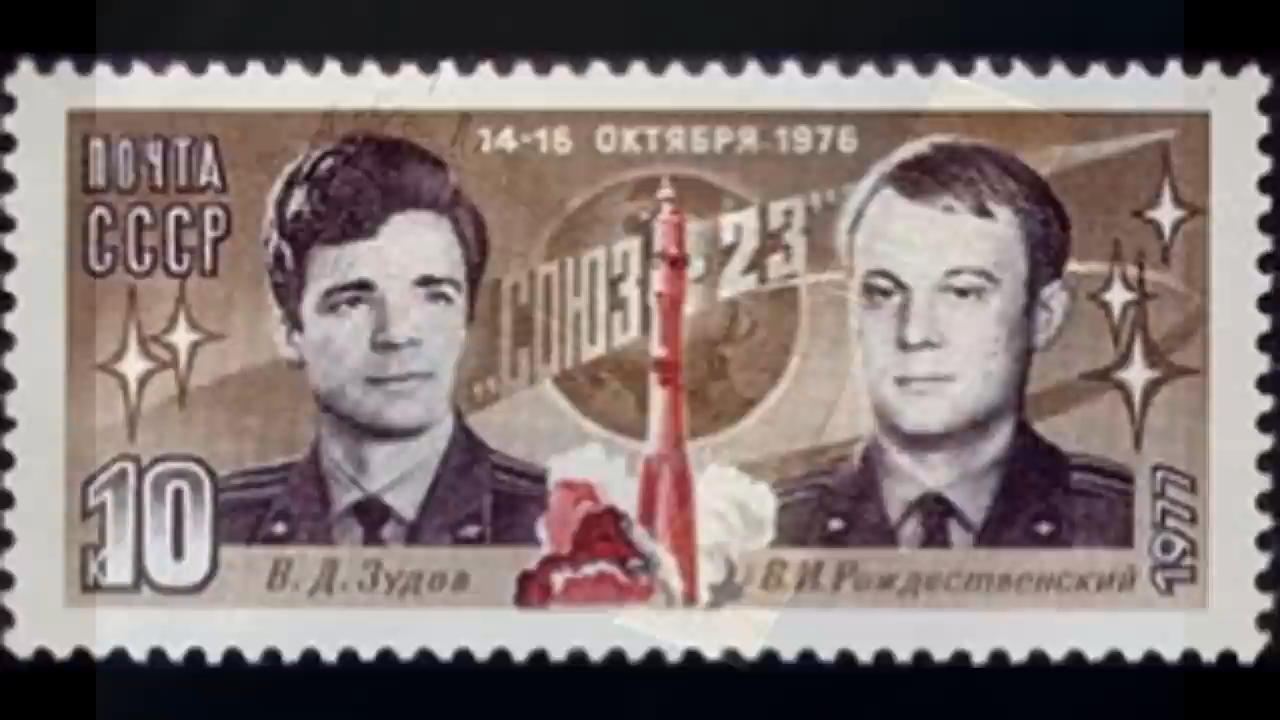 ПОЧТА
СССР
14-16 ОКТЯБРЯ 1976
„СОЮЗ-23"
10
к
В. Д. Зудов
В. И. Рождественский
1977